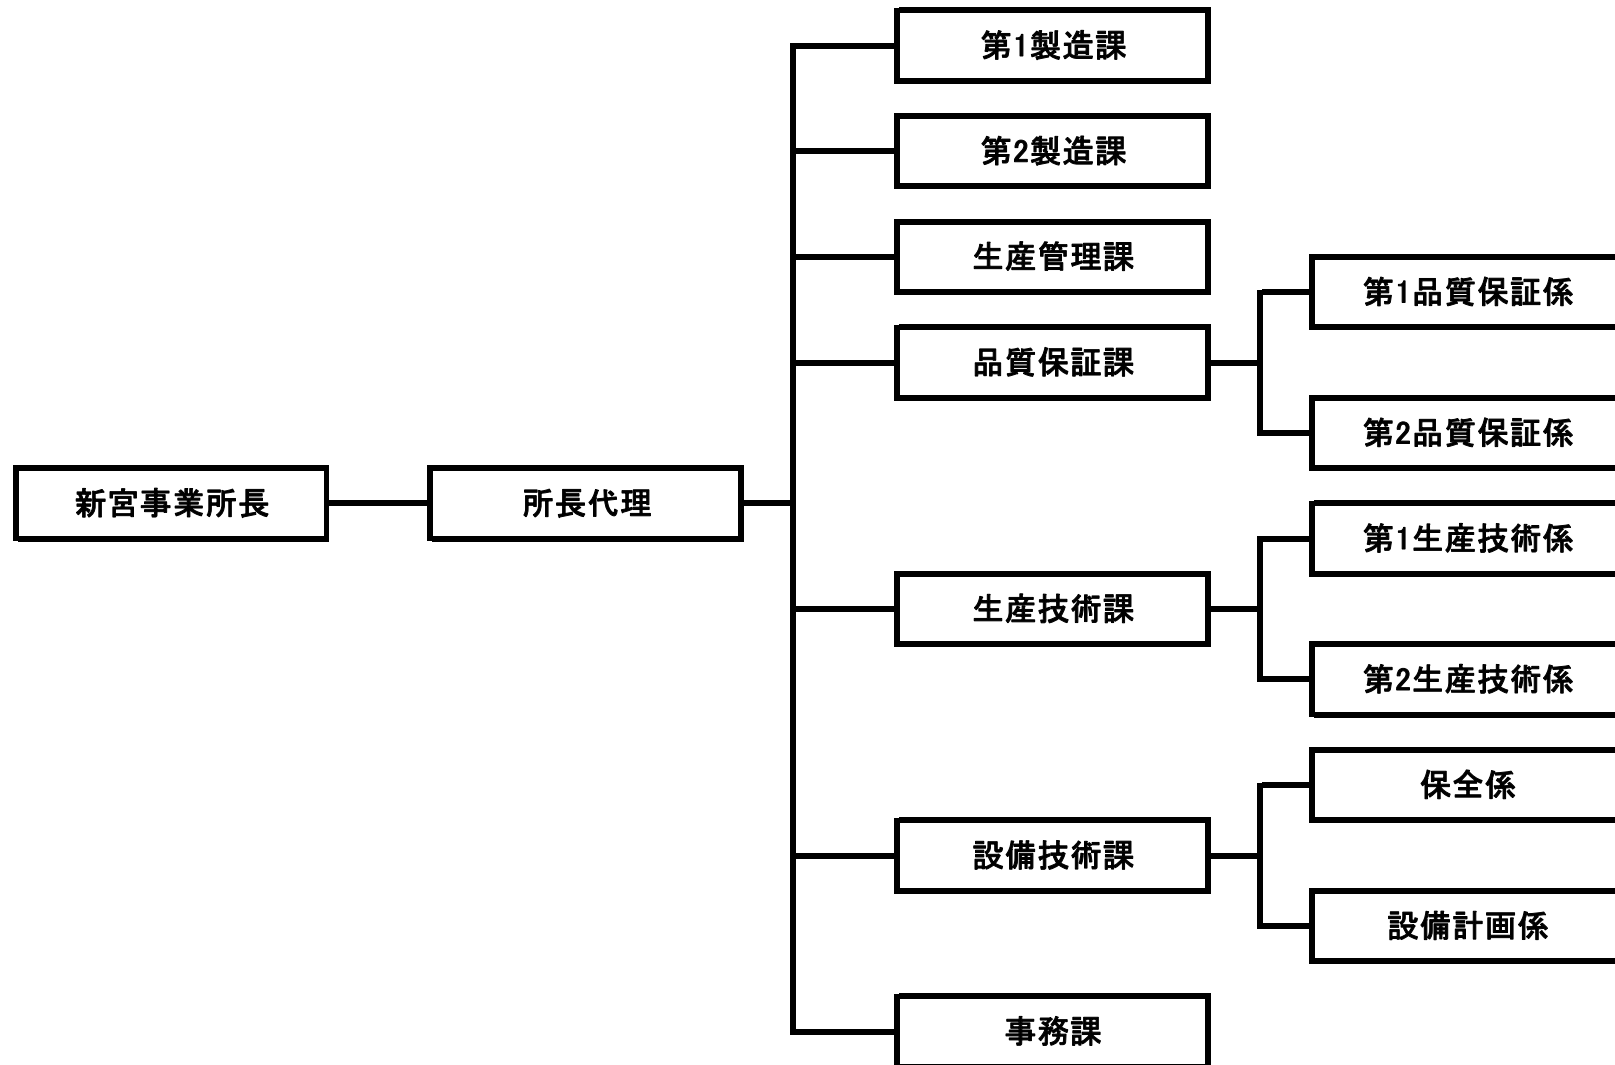 第1製造課
第2製造課
生産管理課
第1品質保証係
品質保証課
第2品質保証係
新宮事業所長
所長代理
第1生産技術係
生産技術課
第2生産技術係
保全係
設備技術課
設備計画係
事務課